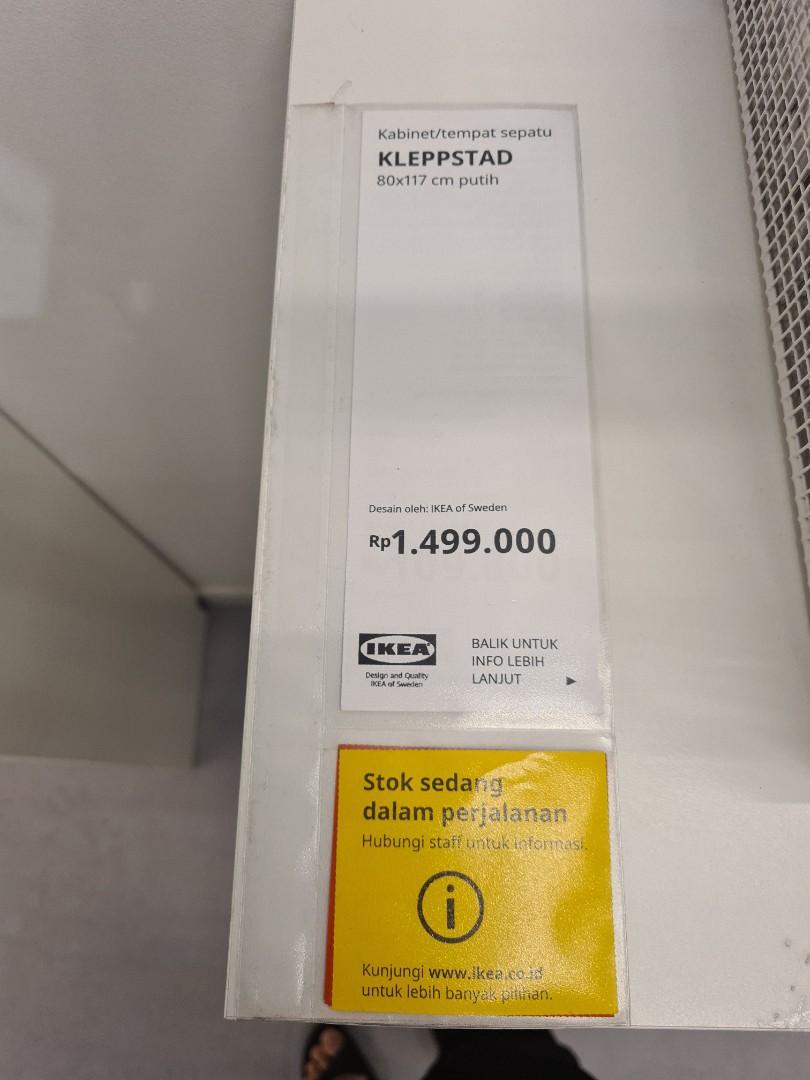 Kabinet/tempat sepatu
KLEPPSTAD
80x117 cm putih
Desain oleh: IKEA of Sweden
Rp1.499.000
IKEA
Design and Quality
IKEA of Sweden
BALIK UNTUK
INFO LEBIH
LANJUT ▶
Stok sedang
dalam perjalanan
Hubungi staff untuk informasi.
i
Kunjungi www.ikea.co.id
untuk lebih banyak pilihan.